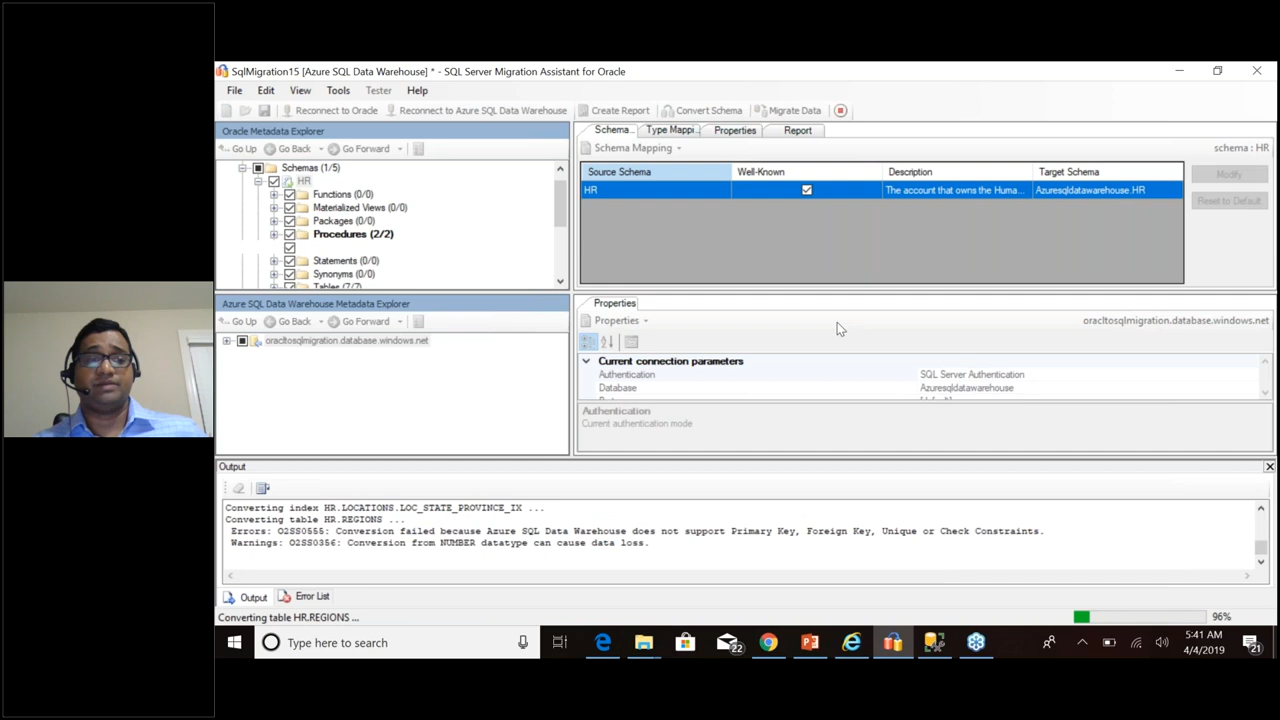 SqlMigration15 [Azure SQL Data Warehouse] * - SQL Server Migration Assistant for Oracle
File Edit View Tools Tester Help
Reconnect to Oracle Reconnect to Azure SQL Data Warehouse Create Report Convert Schema Migrate Data
Oracle Metadata Explorer
Go Up Go Back Go Forward
Schemas (1/5)
HR
Functions (0/0)
Materialized Views (0/0)
Packages (0/0)
Procedures (2/2)
Statements (0/0)
Synonyms (0/0)
Tables (7/7)
Schema... Type Mappi... Properties Report
Schema Mapping schema : HR
Source Schema Well-Known Description Target Schema
HR The account that owns the Huma... Azuresqldatawarehouse.HR
Modify
Reset to Default
Azure SQL Data Warehouse Metadata Explorer
Go Up Go Back Go Forward
oracltosqlmigration.database.windows.net
Properties
Properties oracltosqlmigration.database.windows.net
Current connection parameters
Authentication SQL Server Authentication
Database Azuresqldatawarehouse
Authentication
Current authentication mode
Output
Converting index HR.LOCATIONS.LOC_STATE_PROVINCE_IX ...
Converting table HR.REGIONS ...
Errors: O2SS0555: Conversion failed because Azure SQL Data Warehouse does not support Primary Key, Foreign Key, Unique or Check Constraints.
Warnings: O2SS0356: Conversion from NUMBER datatype can cause data loss.
Output Error List
Converting table HR.REGIONS ... 96%
Type here to search
22
5:41 AM
4/4/2019
21